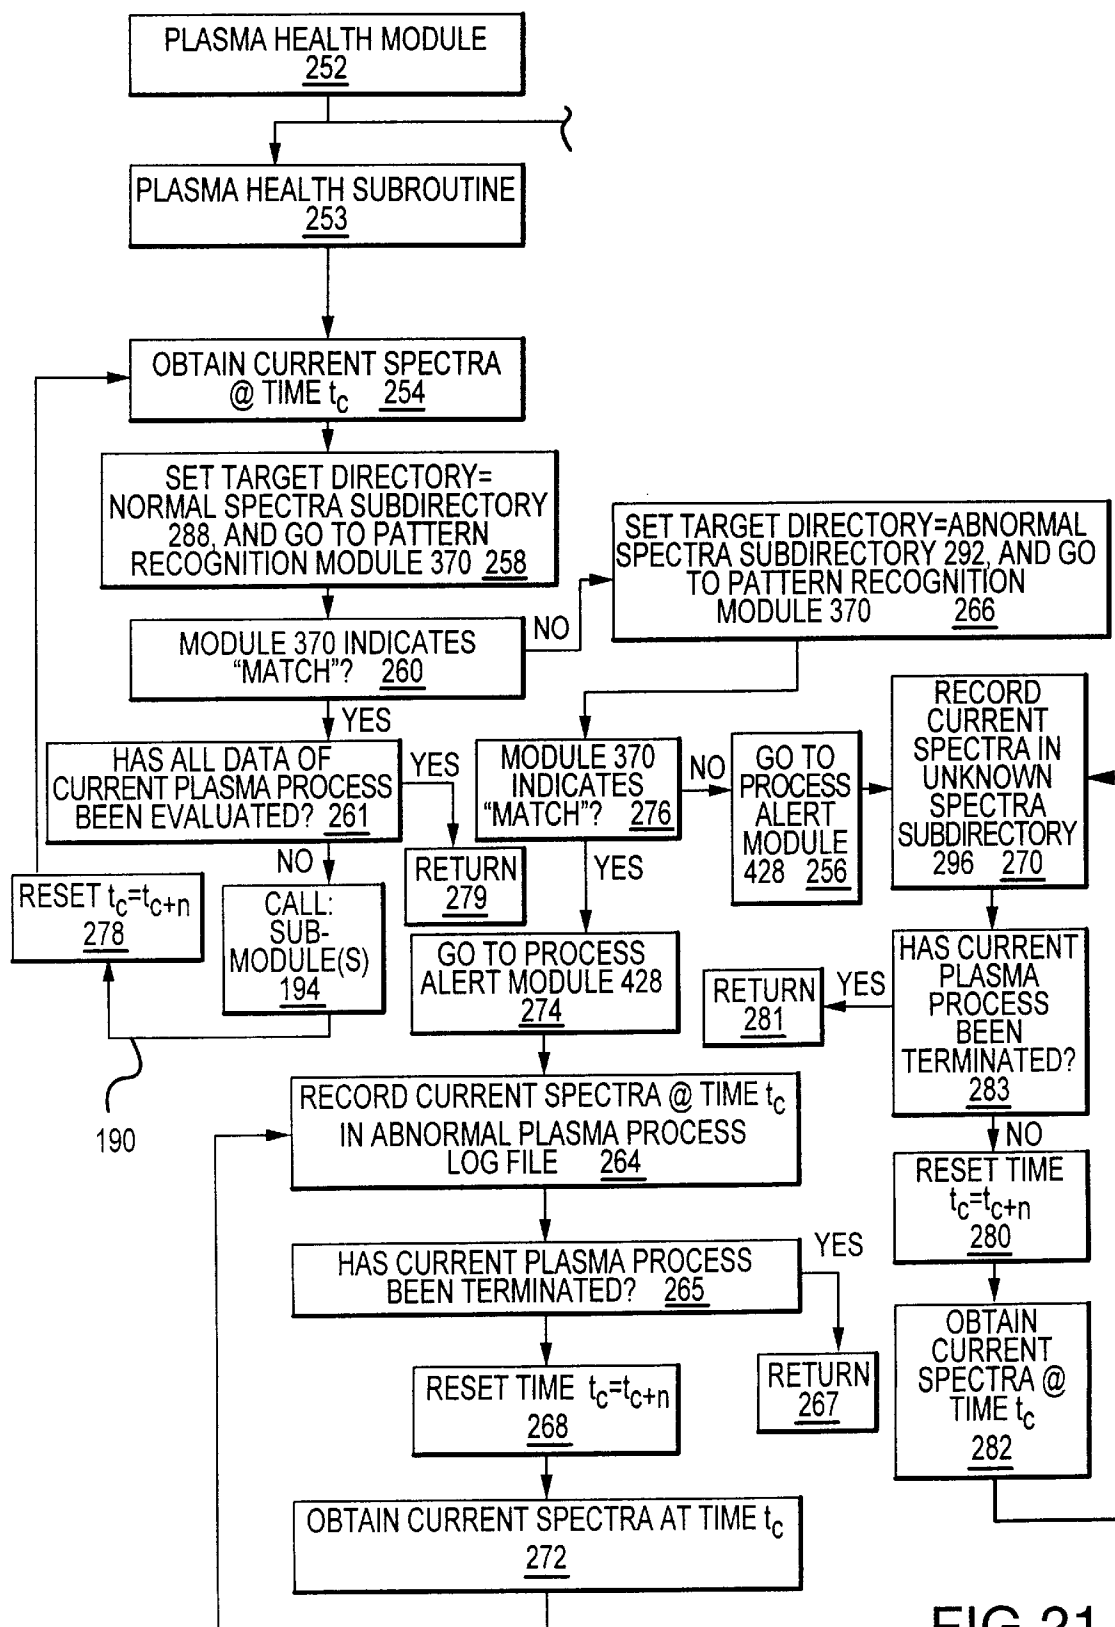 PLASMA HEALTH MODULE
252
PLASMA HEALTH SUBROUTINE
253
OBTAIN CURRENT SPECTRA
@ TIME tc 254
SET TARGET DIRECTORY=
NORMAL SPECTRA SUBDIRECTORY
288, AND GO TO PATTERN
RECOGNITION MODULE 370 258
SET TARGET DIRECTORY=ABNORMAL
SPECTRA SUBDIRECTORY 292, AND GO
TO PATTERN RECOGNITION
MODULE 370 266
MODULE 370 INDICATES
“MATCH”? 260
NO
YES
HAS ALL DATA OF
CURRENT PLASMA PROCESS
BEEN EVALUATED? 261
YES
NO
RETURN
279
RESET tc=tc+n
278
CALL:
SUB-
MODULE(S)
194
190
MODULE 370
INDICATES
“MATCH”? 276
NO
YES
GO TO
PROCESS
ALERT
MODULE
428 256
RECORD
CURRENT
SPECTRA IN
UNKNOWN
SPECTRA
SUBDIRECTORY
296 270
GO TO PROCESS
ALERT MODULE 428
274
RETURN
281
YES
HAS CURRENT
PLASMA
PROCESS
BEEN
TERMINATED?
283
NO
RECORD CURRENT SPECTRA @ TIME tc
IN ABNORMAL PLASMA PROCESS
LOG FILE 264
RESET TIME
tc=tc+n
280
HAS CURRENT PLASMA PROCESS
BEEN TERMINATED? 265
YES
RETURN
267
RESET TIME tc=tc+n
268
OBTAIN
CURRENT
SPECTRA @
TIME tc
282
OBTAIN CURRENT SPECTRA AT TIME tc
272
FIG.21